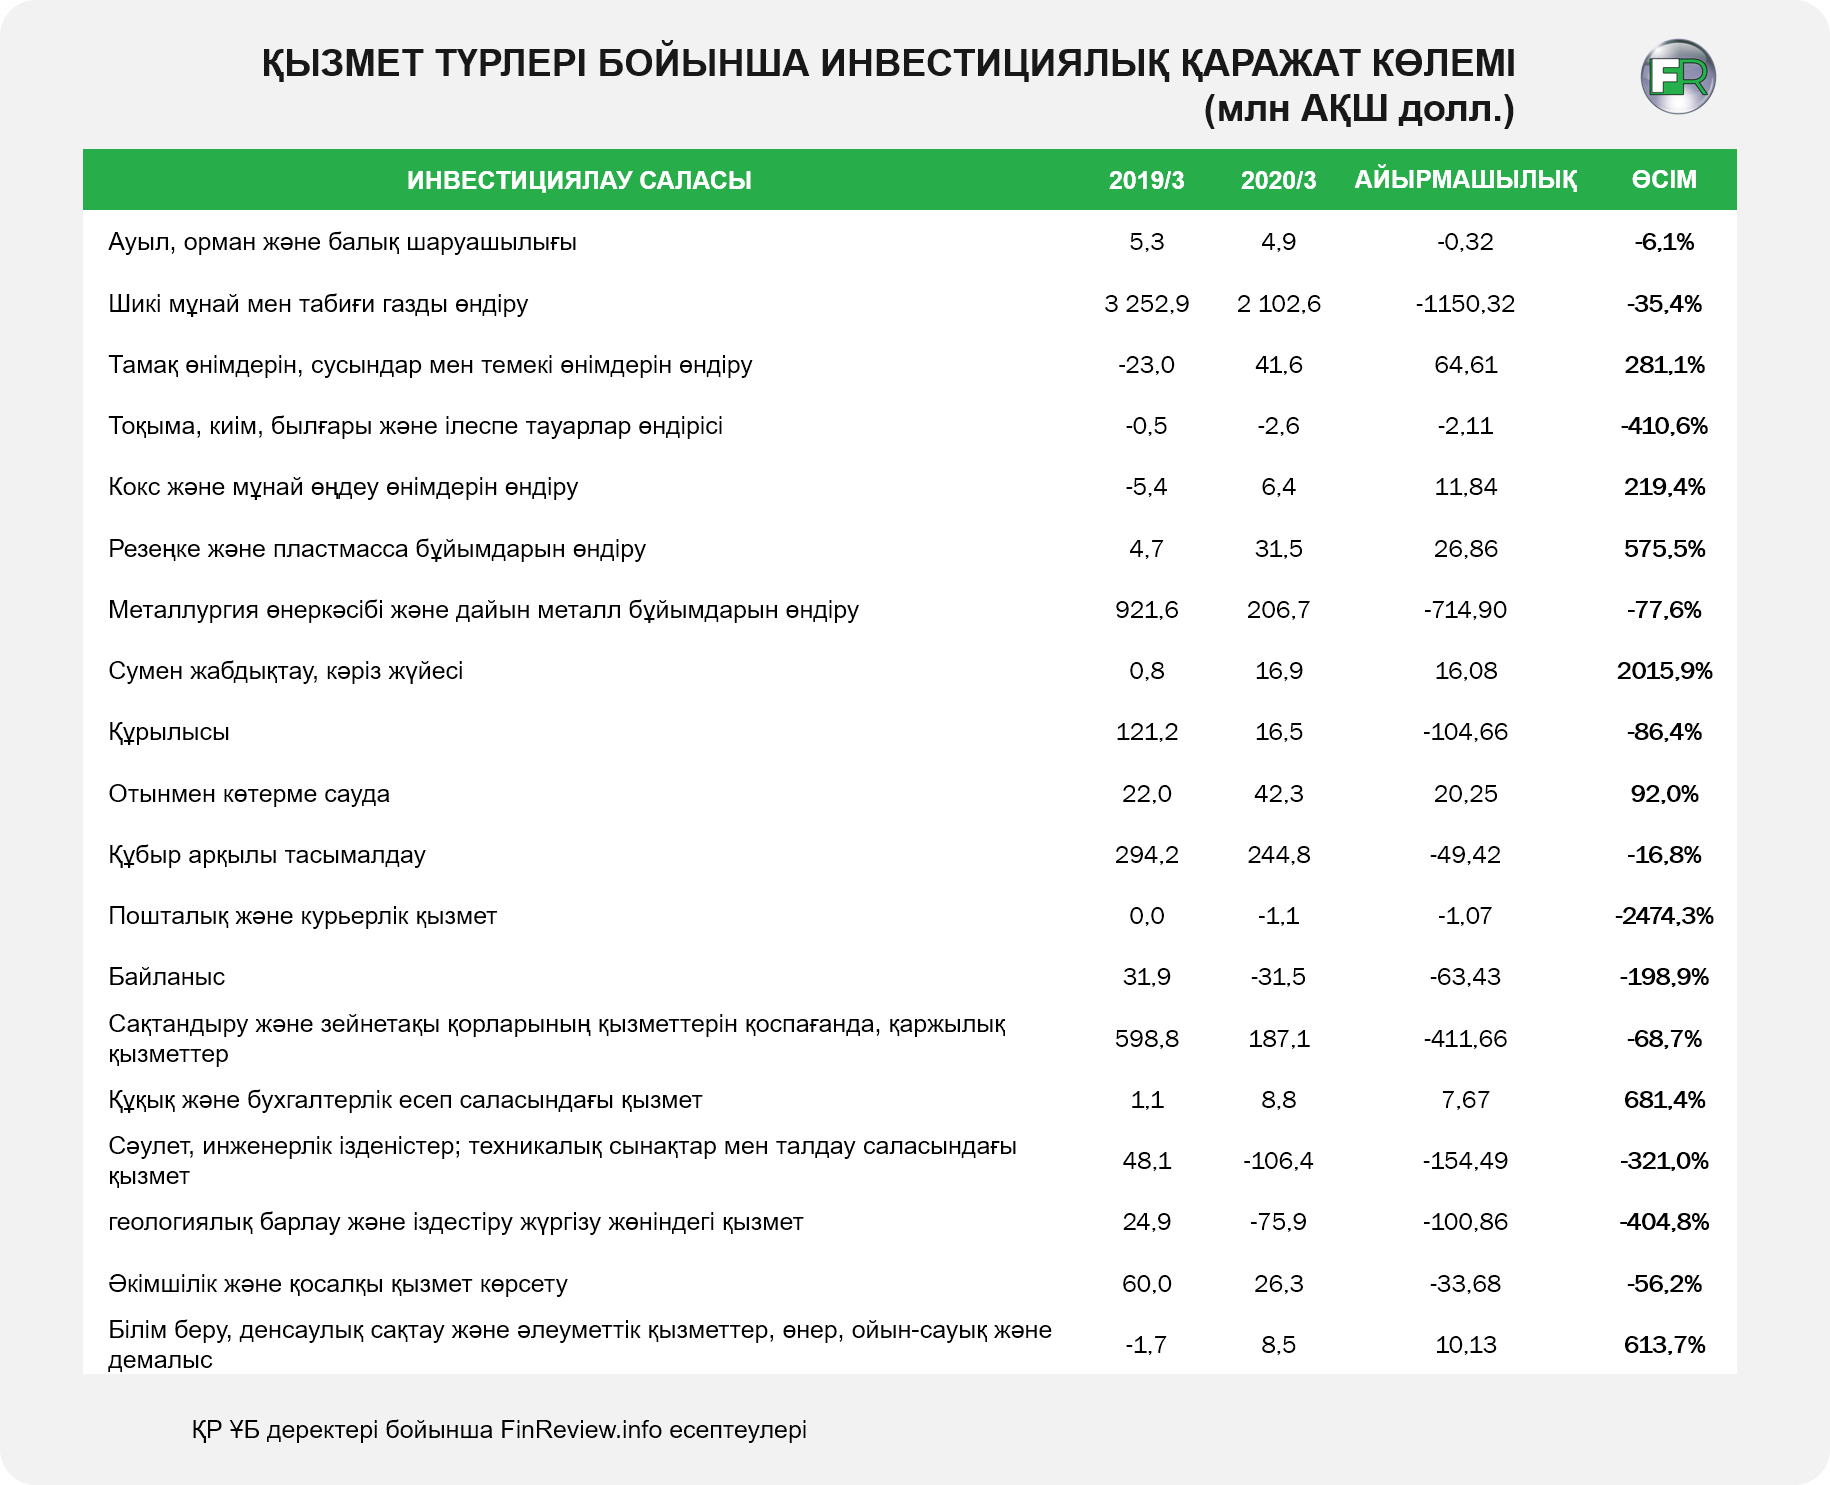 ҚЫЗМЕТ ТҮРЛЕРІ БОЙЫНША ИНВЕСТИЦИЯЛЫҚ ҚАРАЖАТ КӨЛЕМІ
(млн АҚШ долл.)
FR
ИНВЕСТИЦИЯЛАУ САЛАСЫ 2019/3 2020/3 АЙЫРМАШЫЛЫҚ ӨСІМ
Ауыл, орман және балық шаруашылығы 5,3 4,9 -0,32 -6,1%
Шикі мұнай мен табиғи газды өндіру 3 252,9 2 102,6 -1150,32 -35,4%
Тамақ өнімдерін, сусындар мен темекі өнімдерін өндіру -23,0 41,6 64,61 281,1%
Тоқыма, киім, былғары және ілеспе тауарлар өндірісі -0,5 -2,6 -2,11 -410,6%
Кокс және мұнай өңдеу өнімдерін өндіру -5,4 6,4 11,84 219,4%
Резеңке және пластмасса бұйымдарын өндіру 4,7 31,5 26,86 575,5%
Металлургия өнеркәсібі және дайын металл бұйымдарын өндіру 921,6 206,7 -714,90 -77,6%
Сумен жабдықтау, кәріз жүйесі 0,8 16,9 16,08 2015,9%
Құрылысы 121,2 16,5 -104,66 -86,4%
Отынмен көтерме сауда 22,0 42,3 20,25 92,0%
Құбыр арқылы тасымалдау 294,2 244,8 -49,42 -16,8%
Пошталық және курьерлік қызмет 0,0 -1,1 -1,07 -2474,3%
Байланыс 31,9 -31,5 -63,43 -198,9%
Сақтандыру және зейнетақы қорларының қызметтерін қоспағанда, қаржылық
қызметтер 598,8 187,1 -411,66 -68,7%
Құқық және бухгалтерлік есеп саласындағы қызмет 1,1 8,8 7,67 681,4%
Сәулет, инженерлік ізденістер; техникалық сынақтар мен талдау саласындағы
қызмет 48,1 -106,4 -154,49 -321,0%
геологиялық барлау және іздестіру жүргізу жөніндегі қызмет 24,9 -75,9 -100,86 -404,8%
Әкімшілік және қосалқы қызмет көрсету 60,0 26,3 -33,68 -56,2%
Білім беру, денсаулық сақтау және әлеуметтік қызметтер, өнер, ойын-сауық және
демалыс -1,7 8,5 10,13 613,7%
ҚР ҰБ деректері бойынша FinReview.info есептеулері